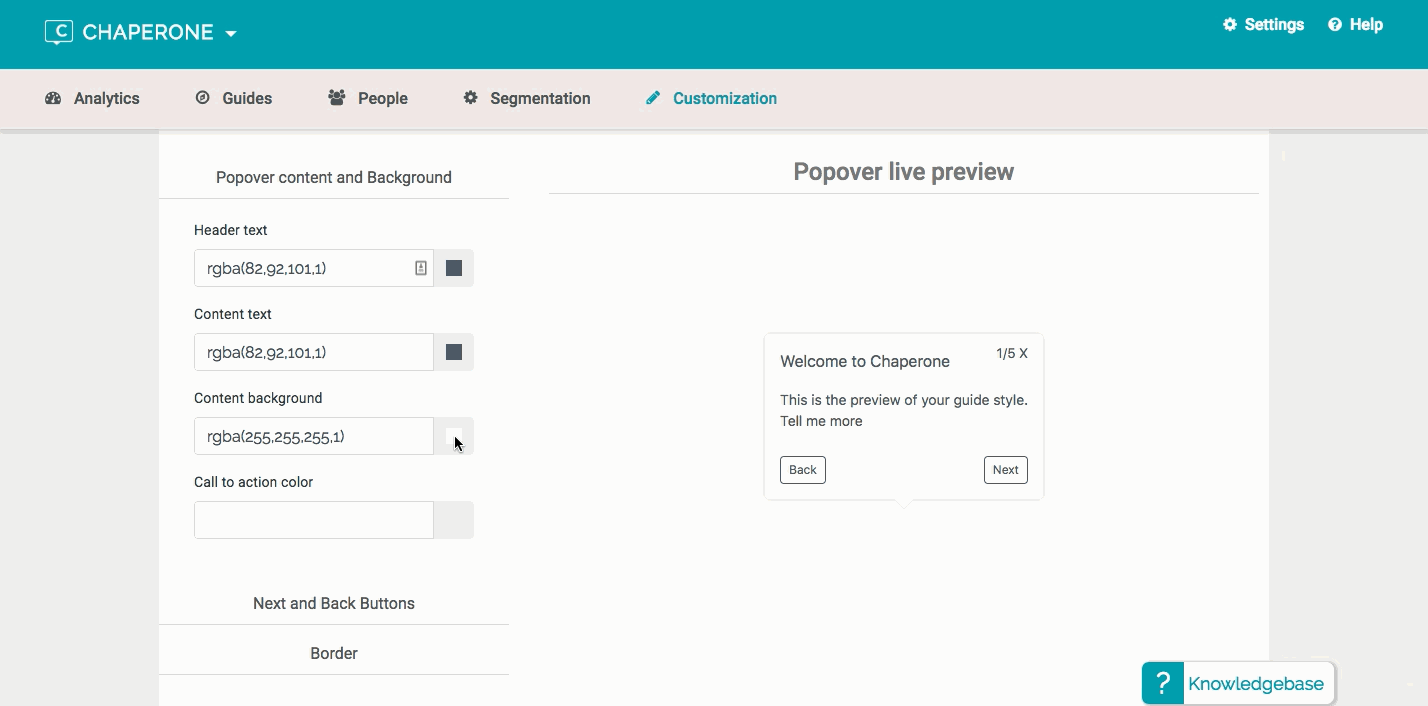 C CHAPERONE
Settings
Help
Analytics
Guides
People
Segmentation
Customization
Popover content and Background
Header text
rgba(82,92,101,1)
Content text
rgba(82,92,101,1)
Content background
rgba(255,255,255,1)
Call to action color
Next and Back Buttons
Border
Popover live preview
Welcome to Chaperone
1/5 X
This is the preview of your guide style.
Tell me more
Back
Next
? Knowledgebase